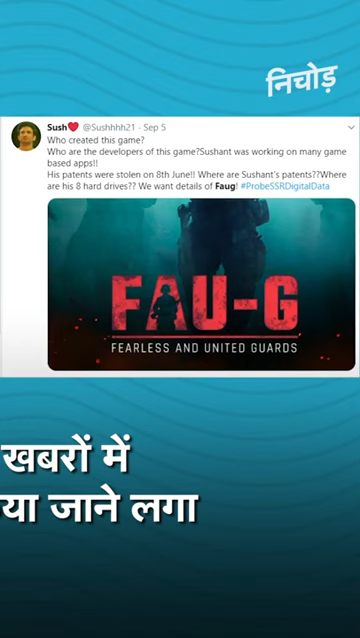 निचोड़
Sush❤️ @Sushhhh21 - Sep 5
Who created this game?
Who are the developers of this game?Sushant was working on many game
based apps!!
His patents were stolen on 8th June!! Where are Sushant's patents??Where
are his 8 hard drives?? We want details of Faug! #ProbeSSRDigitalData
FAU-G
FEARLESS AND UNITED GUARDS
खबरों में
या जाने लगा